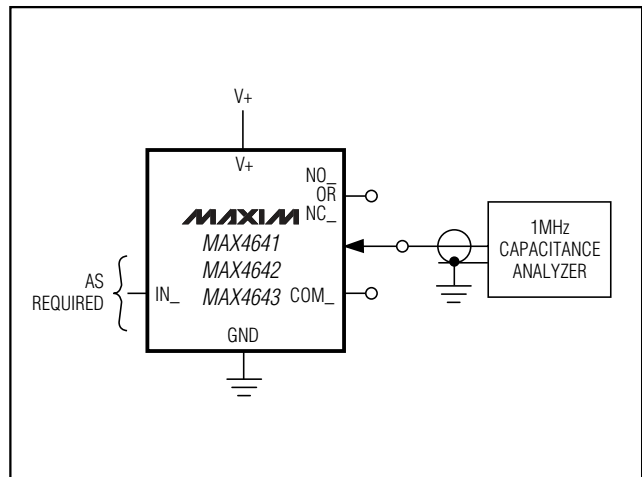 V+
V+
NO_
OR
NC_
MAXIM
MAX4641
MAX4642
MAX4643
COM_
AS
REQUIRED
IN_
GND
1MHz
CAPACITANCE
ANALYZER